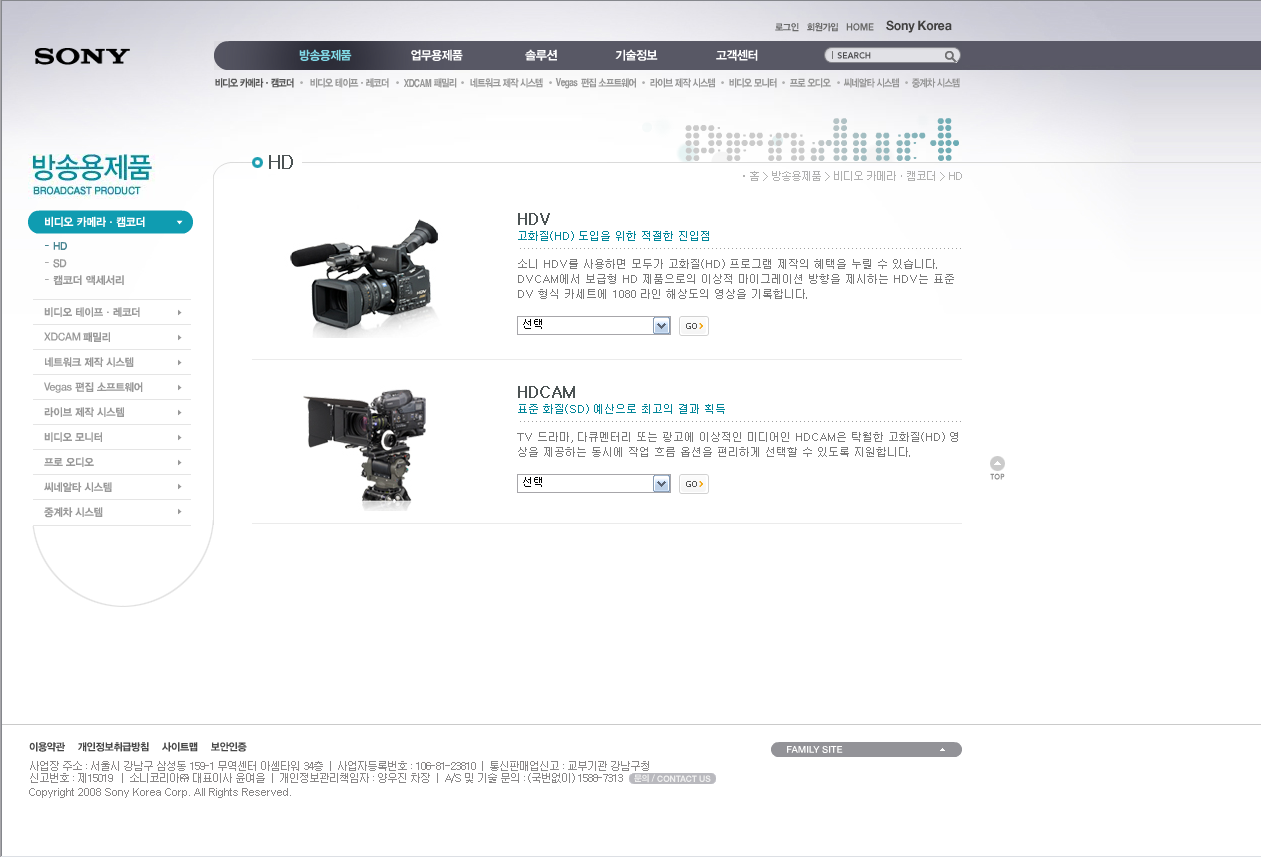 로그인 회원가입 HOME Sony Korea
SONY
방송용제품 업무용제품 솔루션 기술정보 고객센터 SEARCH
비디오 카메라 · 캠코더 · 비디오 테이프 · 레코더 · XDCAM 패밀리 · 네트워크 제작 시스템 · Vegas 편집 소프트웨어 · 라이브 제작 시스템 · 비디오 모니터 · 프로 오디오 · 씨네알타 시스템 · 중계차 시스템
Product
방송용제품
BROADCAST PRODUCT
HD
· 홈 > 방송용제품 > 비디오 카메라 · 캠코더 > HD
비디오 카메라 · 캠코더
- HD
- SD
- 캠코더 액세서리
비디오 테이프 · 레코더
XDCAM 패밀리
네트워크 제작 시스템
Vegas 편집 소프트웨어
라이브 제작 시스템
비디오 모니터
프로 오디오
씨네알타 시스템
중계차 시스템
HDV
고화질(HD) 도입을 위한 적결한 진입점
소니 HDV를 사용하면 모두가 고화질(HD) 프로그램 제작의 혜택을 누릴 수 있습니다.
DVCAM에서 보급형 HD 제품으로의 이상적 마이그레이션 방향을 제시하는 HDV는 표준
DV 형식 카세트에 1080 라인 해상도의 영상을 기록합니다.
선택 GO
HDCAM
표준 화질(SD) 예산으로 최고의 결과 획득
TV 드라마, 다큐멘터리 또는 광고에 이상적인 미디어인 HDCAM은 탁월한 고화질(HD) 영
상을 제공하는 동시에 작업 흐름 옵션을 편리하게 선택할 수 있도록 지원합니다.
선택 GO
TOP
이용약관 개인정보취급방침 사이트맵 보안인증
FAMILY SITE
사업장 주소 : 서울시 강남구 삼성동 159-1 무역센터 아셈타워 34층 | 사업자등록번호 : 106-81-23810 | 통신판매업신고 : 교부기관 강남구청
신고번호 : 제15019 | 소니코리아㈜ 대표이사 윤여을 | 개인정보관리책임자 : 양우진 차장 | A/S 및 기술 문의 : (국번없이) 1588-7313 문의 / CONTACT US
Copyright 2008 Sony Korea Corp. All Rights Reserved.